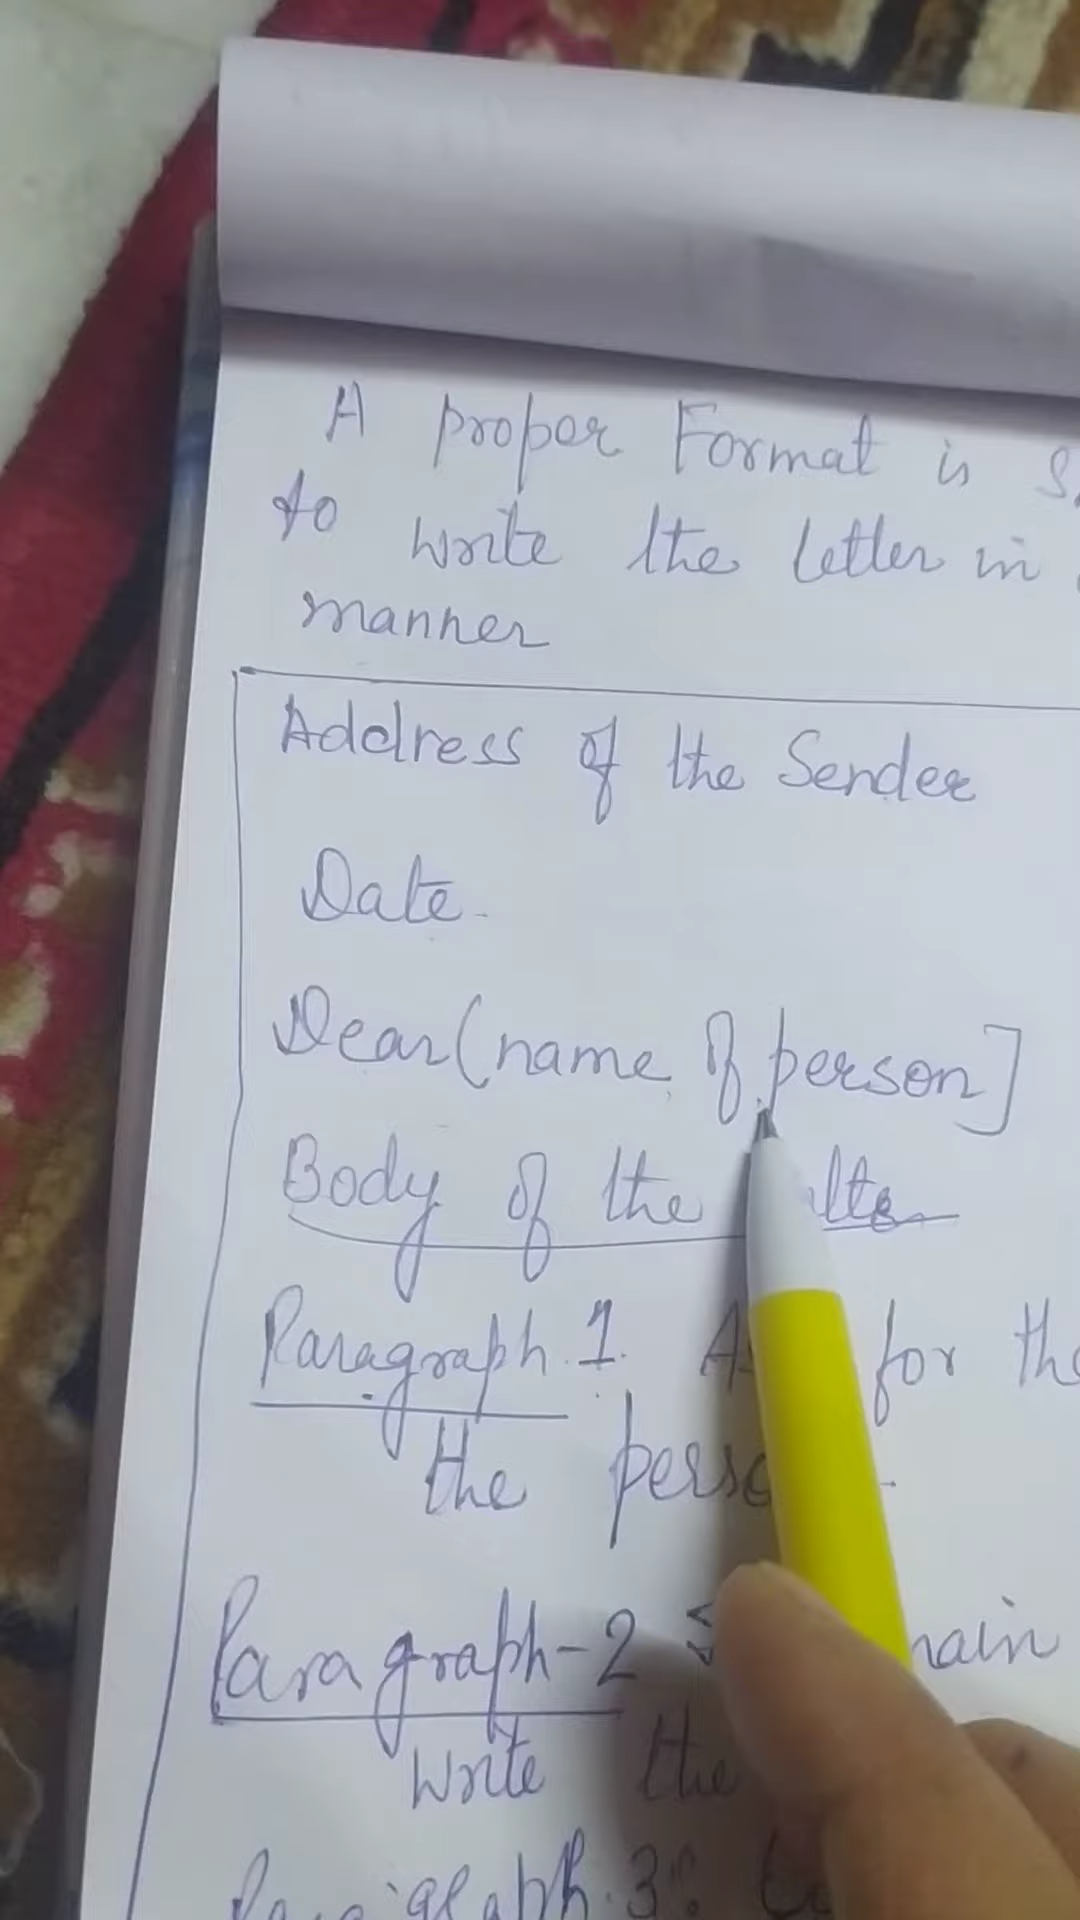 A proper Format is
to write the letter in
manner
Address of the Sender
Date
Dear (name of person]
Body of the
Paragraph 1. for the
the
Paragraph-2
write the